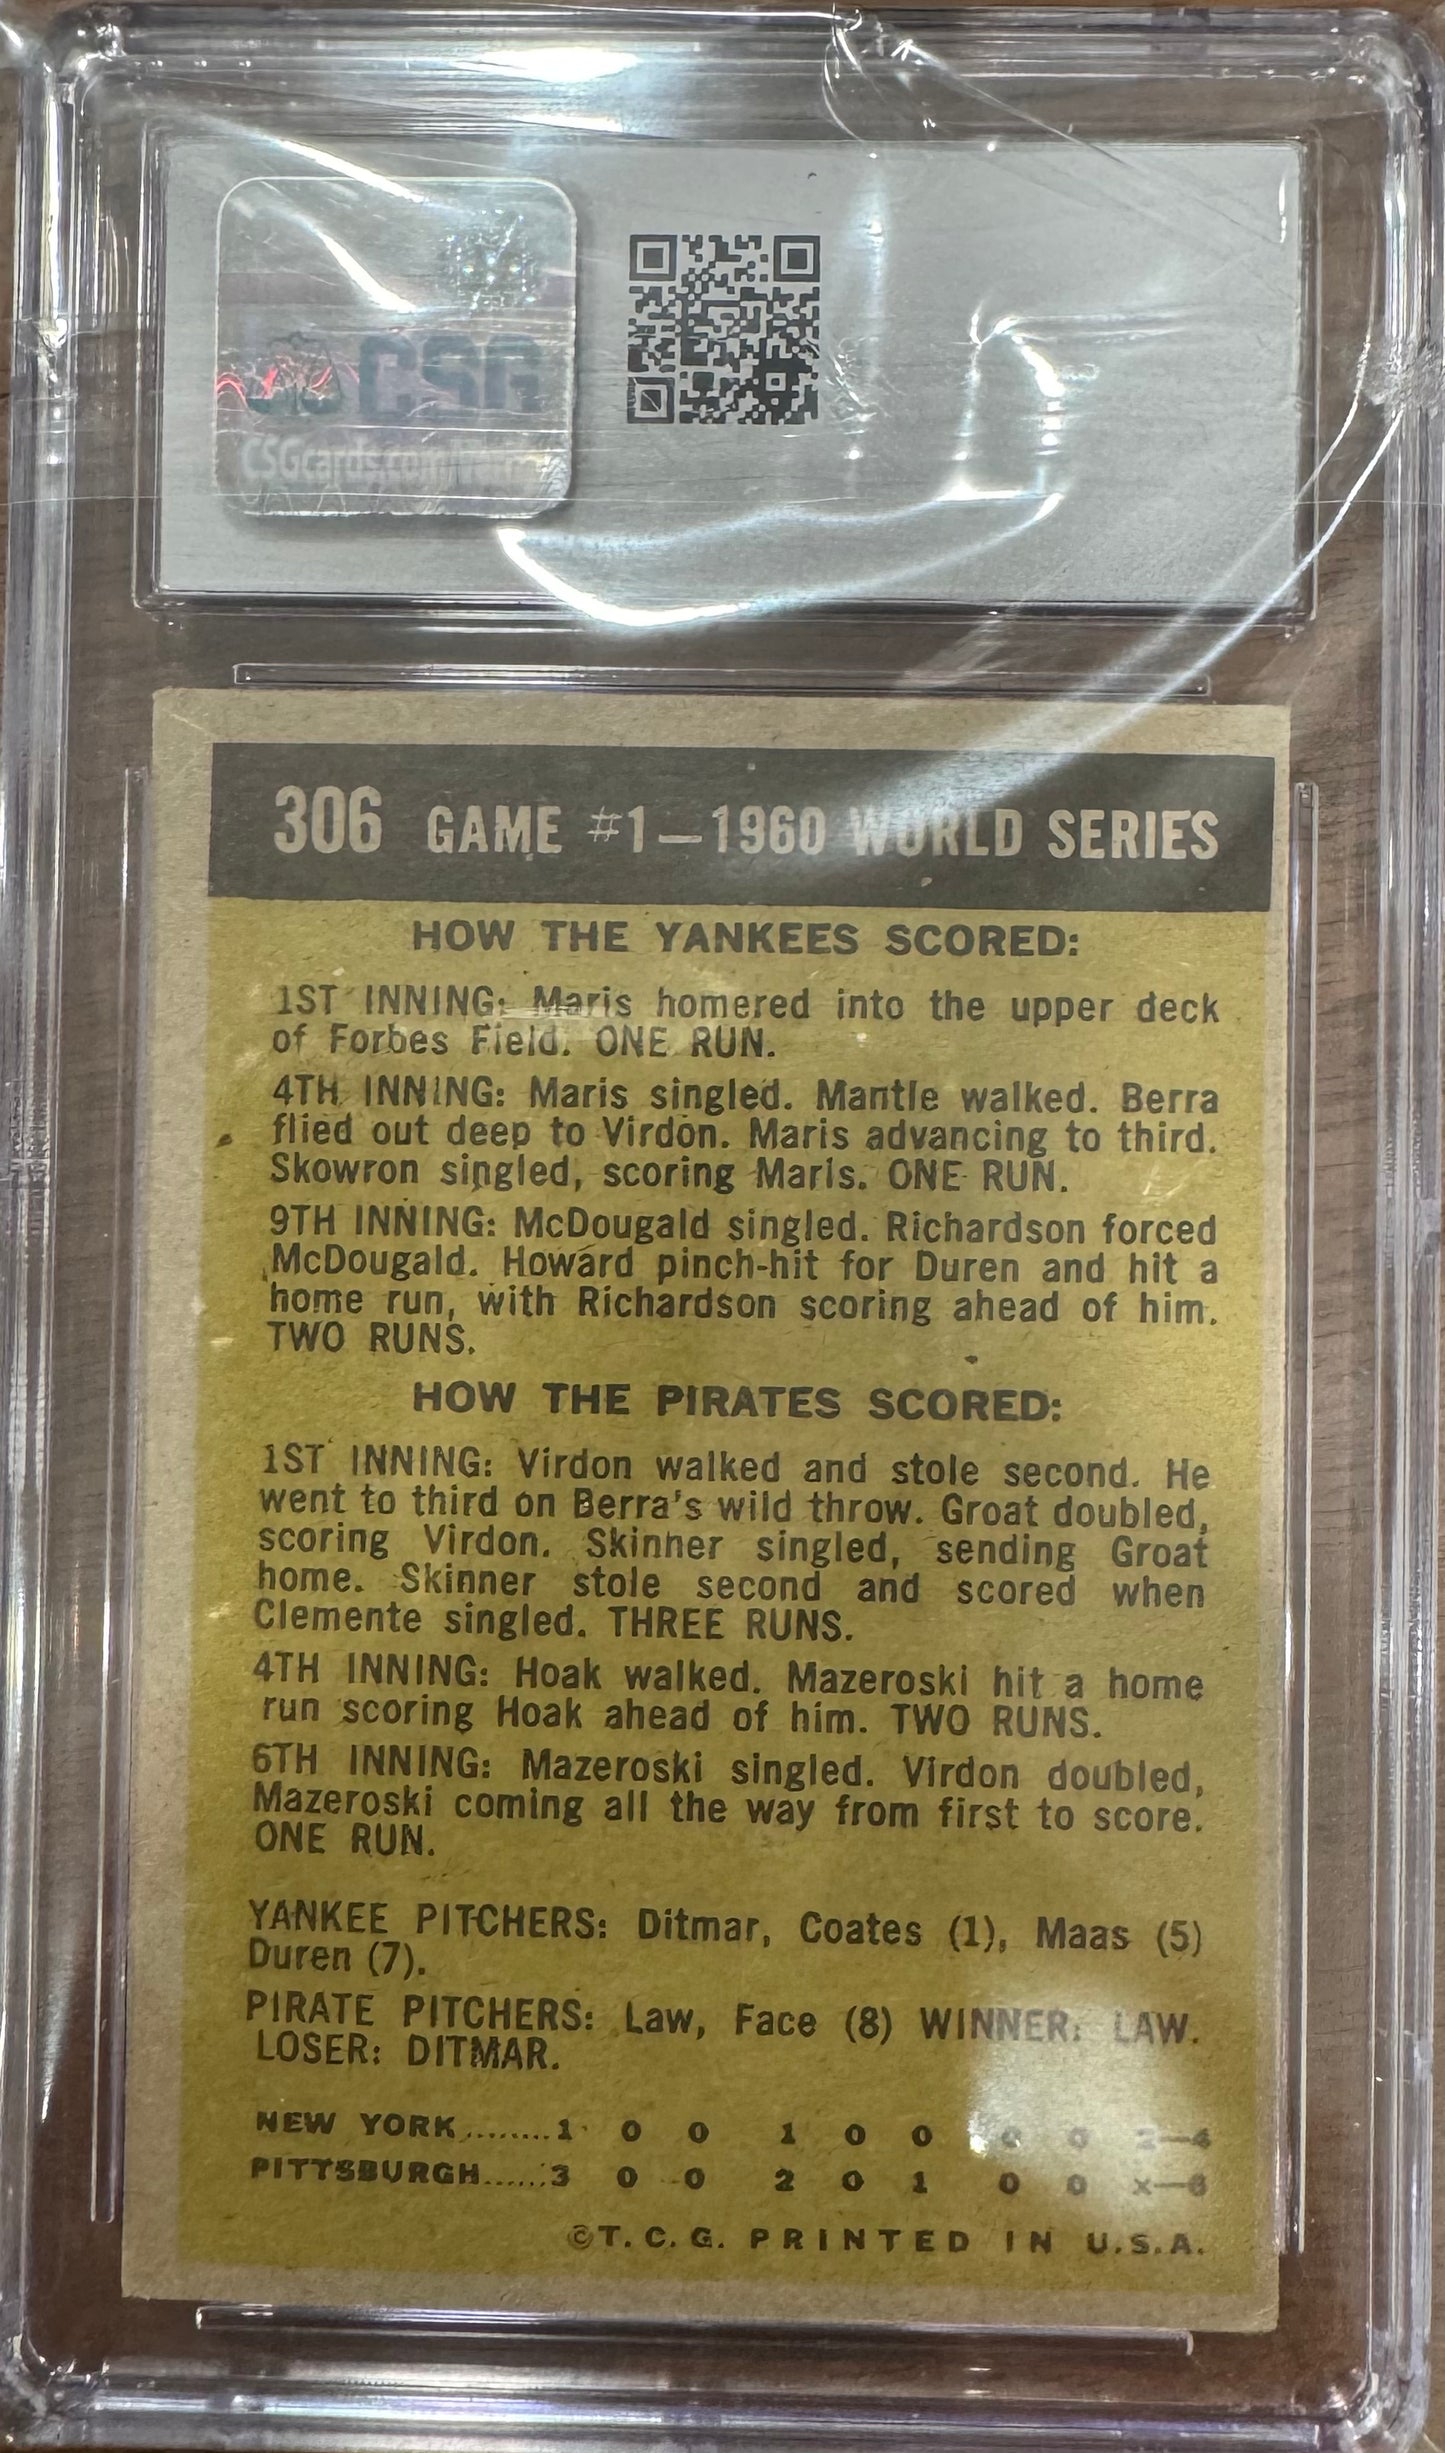 CSG
CSGcards.com
306 GAME #1—1960 WORLD SERIES
HOW THE YANKEES SCORED:
1ST INNING: Maris homered into the upper deck
of Forbes Field. ONE RUN.
4TH INNING: Maris singled. Mantle walked. Berra
flied out deep to Virdon. Maris advancing to third.
Skowron singled, scoring Maris. ONE RUN.
9TH INNING: McDougald singled. Richardson forced
McDougald. Howard pinch-hit for Duren and hit a
home run, with Richardson scoring ahead of him.
TWO RUNS.
HOW THE PIRATES SCORED:
1ST INNING: Virdon walked and stole second. He
went to third on Berra's wild throw. Groat doubled,
scoring Virdon. Skinner singled, sending Groat
home. Skinner stole second and scored when
Clemente singled. THREE RUNS.
4TH INNING: Hoak walked. Mazeroski hit a home
run scoring Hoak ahead of him. TWO RUNS.
6TH INNING: Mazeroski singled. Virdon doubled,
Mazeroski coming all the way from first to score.
ONE RUN.
YANKEE PITCHERS: Ditmar, Coates (1), Maas (5)
Duren (7).
PIRATE PITCHERS: Law, Face (8) WINNER: LAW.
LOSER: DITMAR.
NEW YORK........1 0 0 1 0 0 0 0 2—4
PITTSBURGH......3 0 0 2 0 1 0 0 x—6
©T.C.G. PRINTED IN U.S.A.